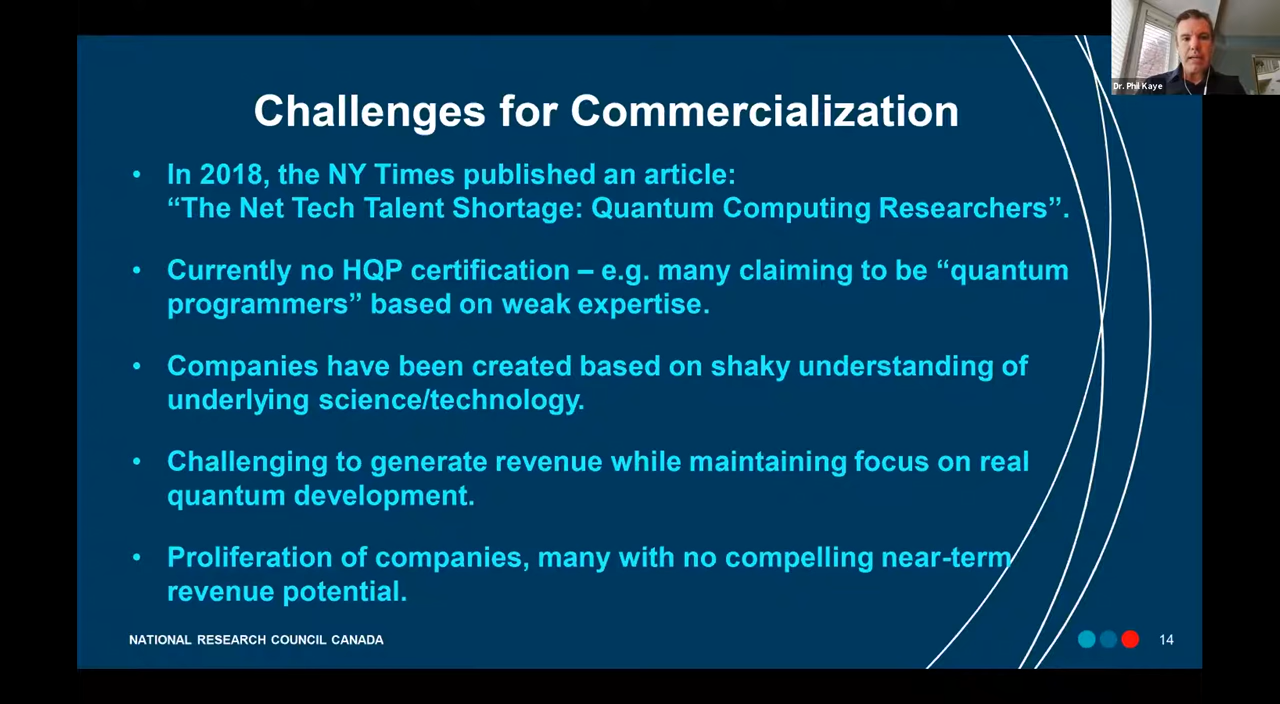 Dr. Phil Kaye
Challenges for Commercialization
• In 2018, the NY Times published an article:
“The Net Tech Talent Shortage: Quantum Computing Researchers”.
• Currently no HQP certification – e.g. many claiming to be “quantum
programmers” based on weak expertise.
• Companies have been created based on shaky understanding of
underlying science/technology.
• Challenging to generate revenue while maintaining focus on real
quantum development.
• Proliferation of companies, many with no compelling near-term
revenue potential.
NATIONAL RESEARCH COUNCIL CANADA
14